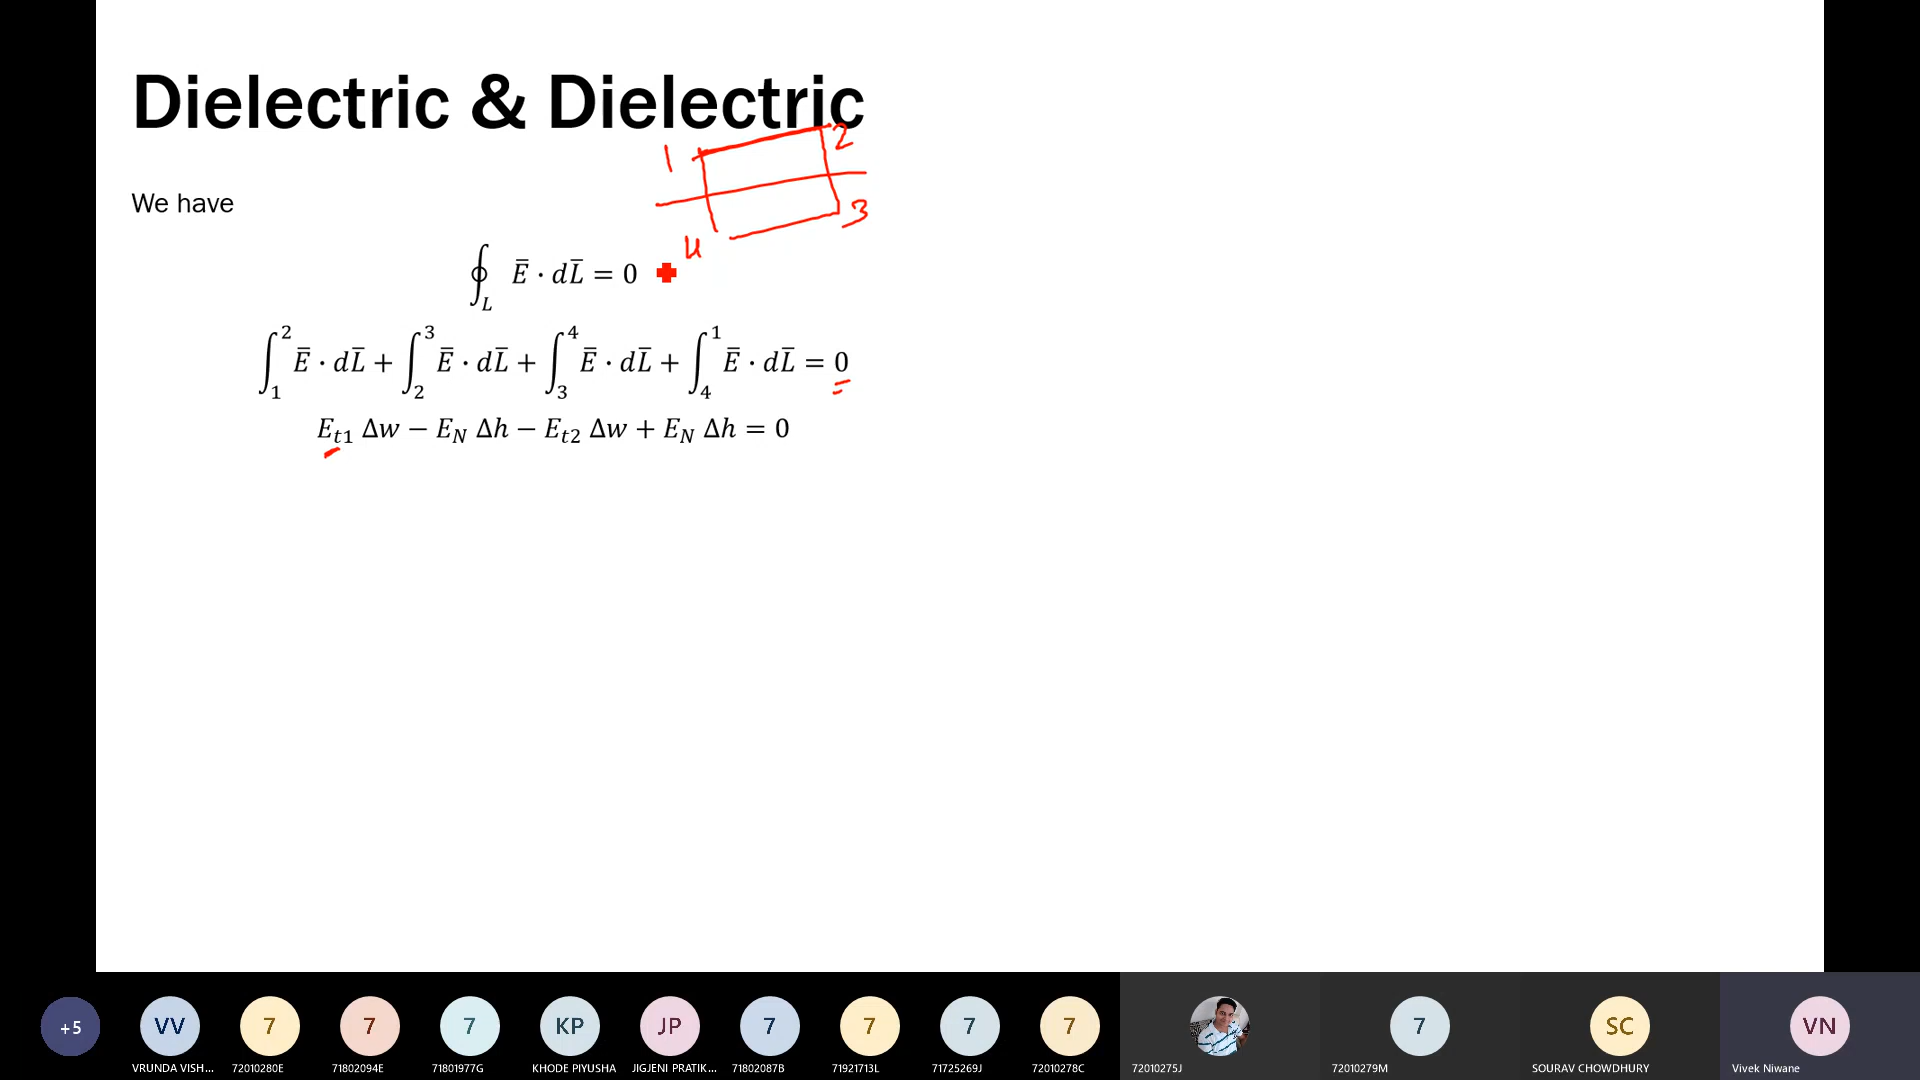 Dielectric & Dielectric
1 2
We have
3
4
∮_L E̅ · dL̅ = 0
∫_1^2 E̅ · dL̅ + ∫_2^3 E̅ · dL̅ + ∫_3^4 E̅ · dL̅ + ∫_4^1 E̅ · dL̅ = 0
E_t1 Δw − E_N Δh − E_t2 Δw + E_N Δh = 0
+5 VV 7 7 7 KP JP 7 7 7 7 7 SC VN
VRUNDA VISH... 72010280E 71802094E 71801977G KHODE PIYUSHA JIGJENI PRATIK... 71802087B 71921713L 71725269J 72010278C 72010275J 72010279M SOURAV CHOWDHURY Vivek Niwane